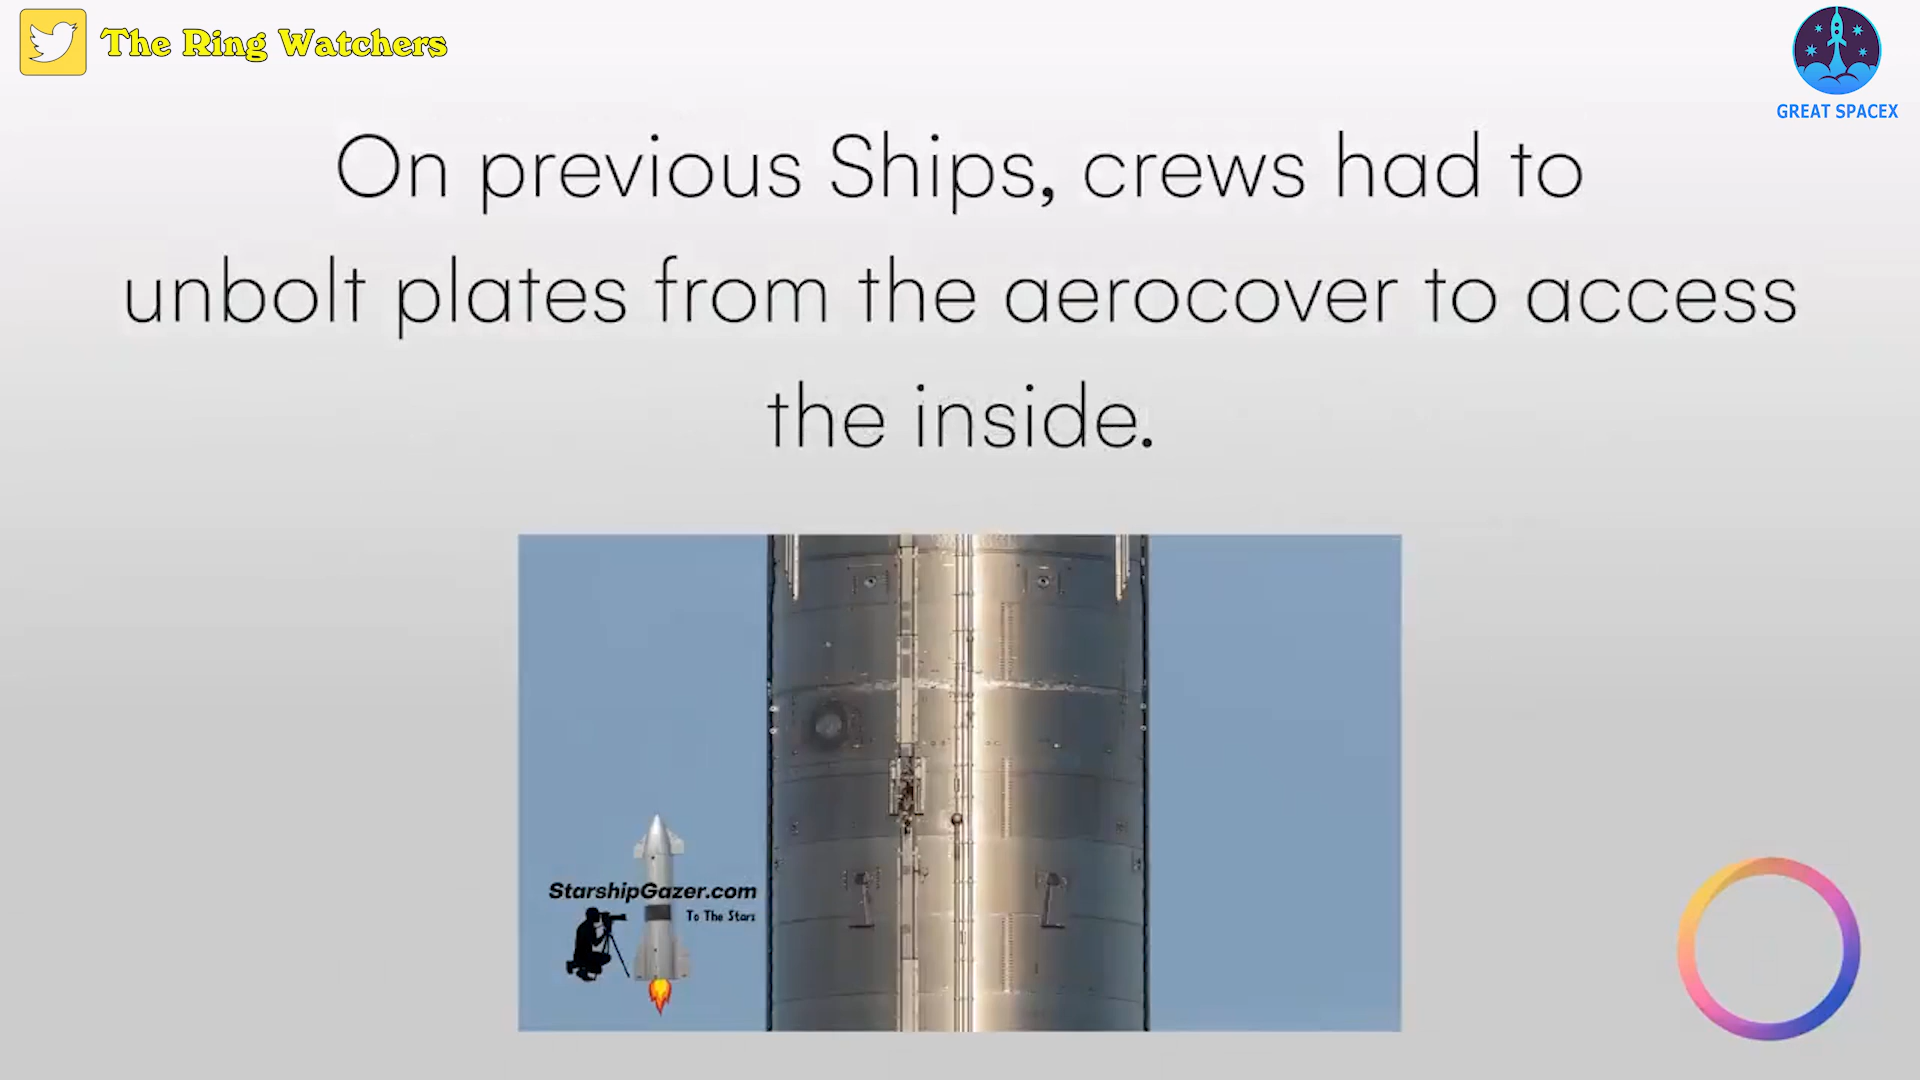 The Ring Watchers
GREAT SPACEX
On previous Ships, crews had to
unbolt plates from the aerocover to access
the inside.
StarshipGazer.com
To The Stars